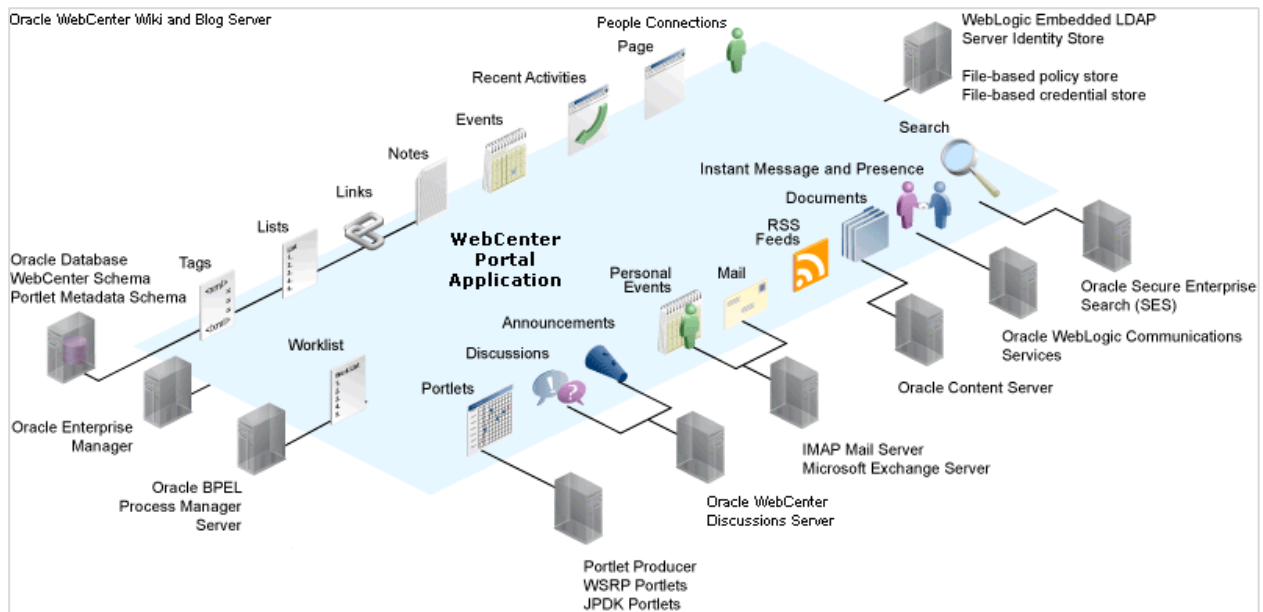 Oracle WebCenter Wiki and Blog Server
People Connections
Page
Recent Activities
Events
Notes
Links
Lists
Tags
Oracle Database
WebCenter Schema
Portlet Metadata Schema
WebLogic Embedded LDAP
Server Identity Store
File-based policy store
File-based credential store
Search
Instant Message and Presence
Documents
RSS
Feeds
WebCenter
Portal
Application
Personal
Events
Mail
Announcements
Discussions
Portlets
Worklist
Oracle Secure Enterprise
Search (SES)
Oracle WebLogic Communications
Services
Oracle Content Server
IMAP Mail Server
Microsoft Exchange Server
Oracle WebCenter
Discussions Server
Oracle Enterprise
Manager
Oracle BPEL
Process Manager
Server
Portlet Producer
WSRP Portlets
JPDK Portlets